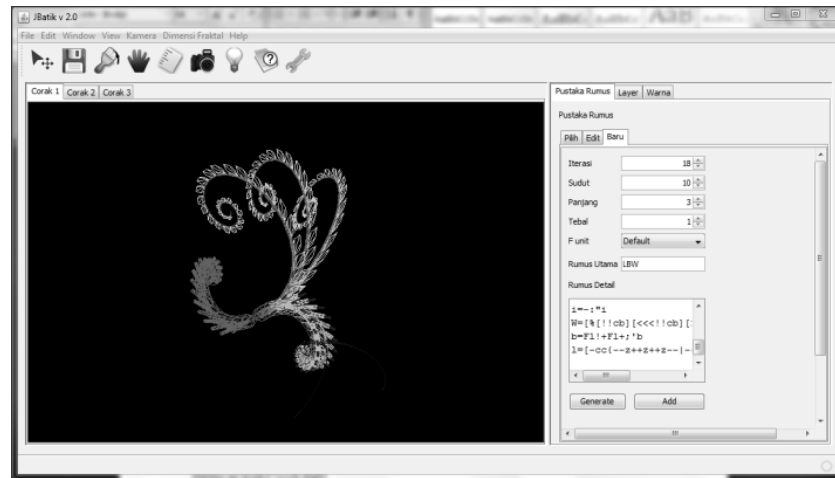 JBatik v 2.0
File Edit Window View Kamera Dimensi Fraktal Help
Corak 1 Corak 2 Corak 3
Pustaka Rumus Layer Warna
Pustaka Rumus
Pilih Edit Baru
Iterasi 18
Sudut 10
Panjang 3
Tebal 1
F unit Default
Rumus Utama LBW
Rumus Detail
i=-:"i
W=[%[!!cb][<<<!!cb][
b=F1!+F1+;'b
l=[-cc{--z++z++z--|-
Generate Add